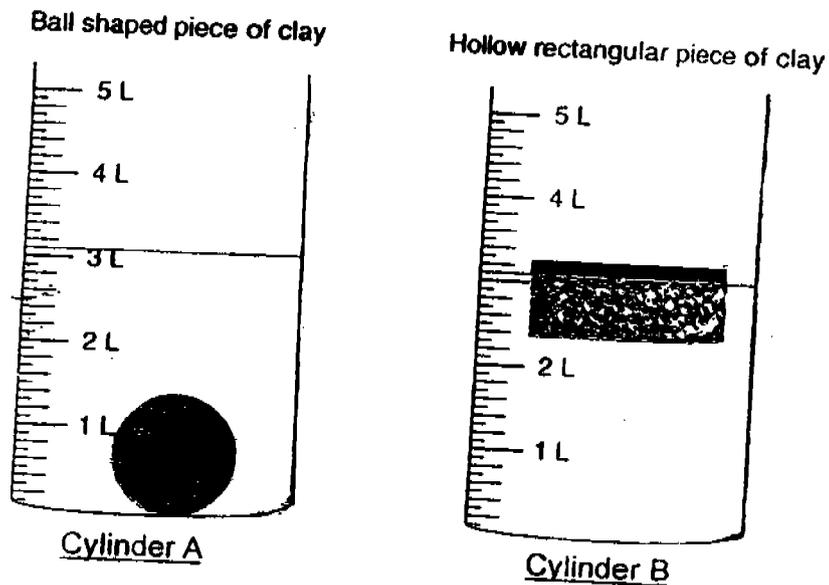 Ball shaped piece of clay
5 L
4 L
3 L
2 L
1 L
Cylinder A
Hollow rectangular piece of clay
5 L
4 L
2 L
1 L
Cylinder B